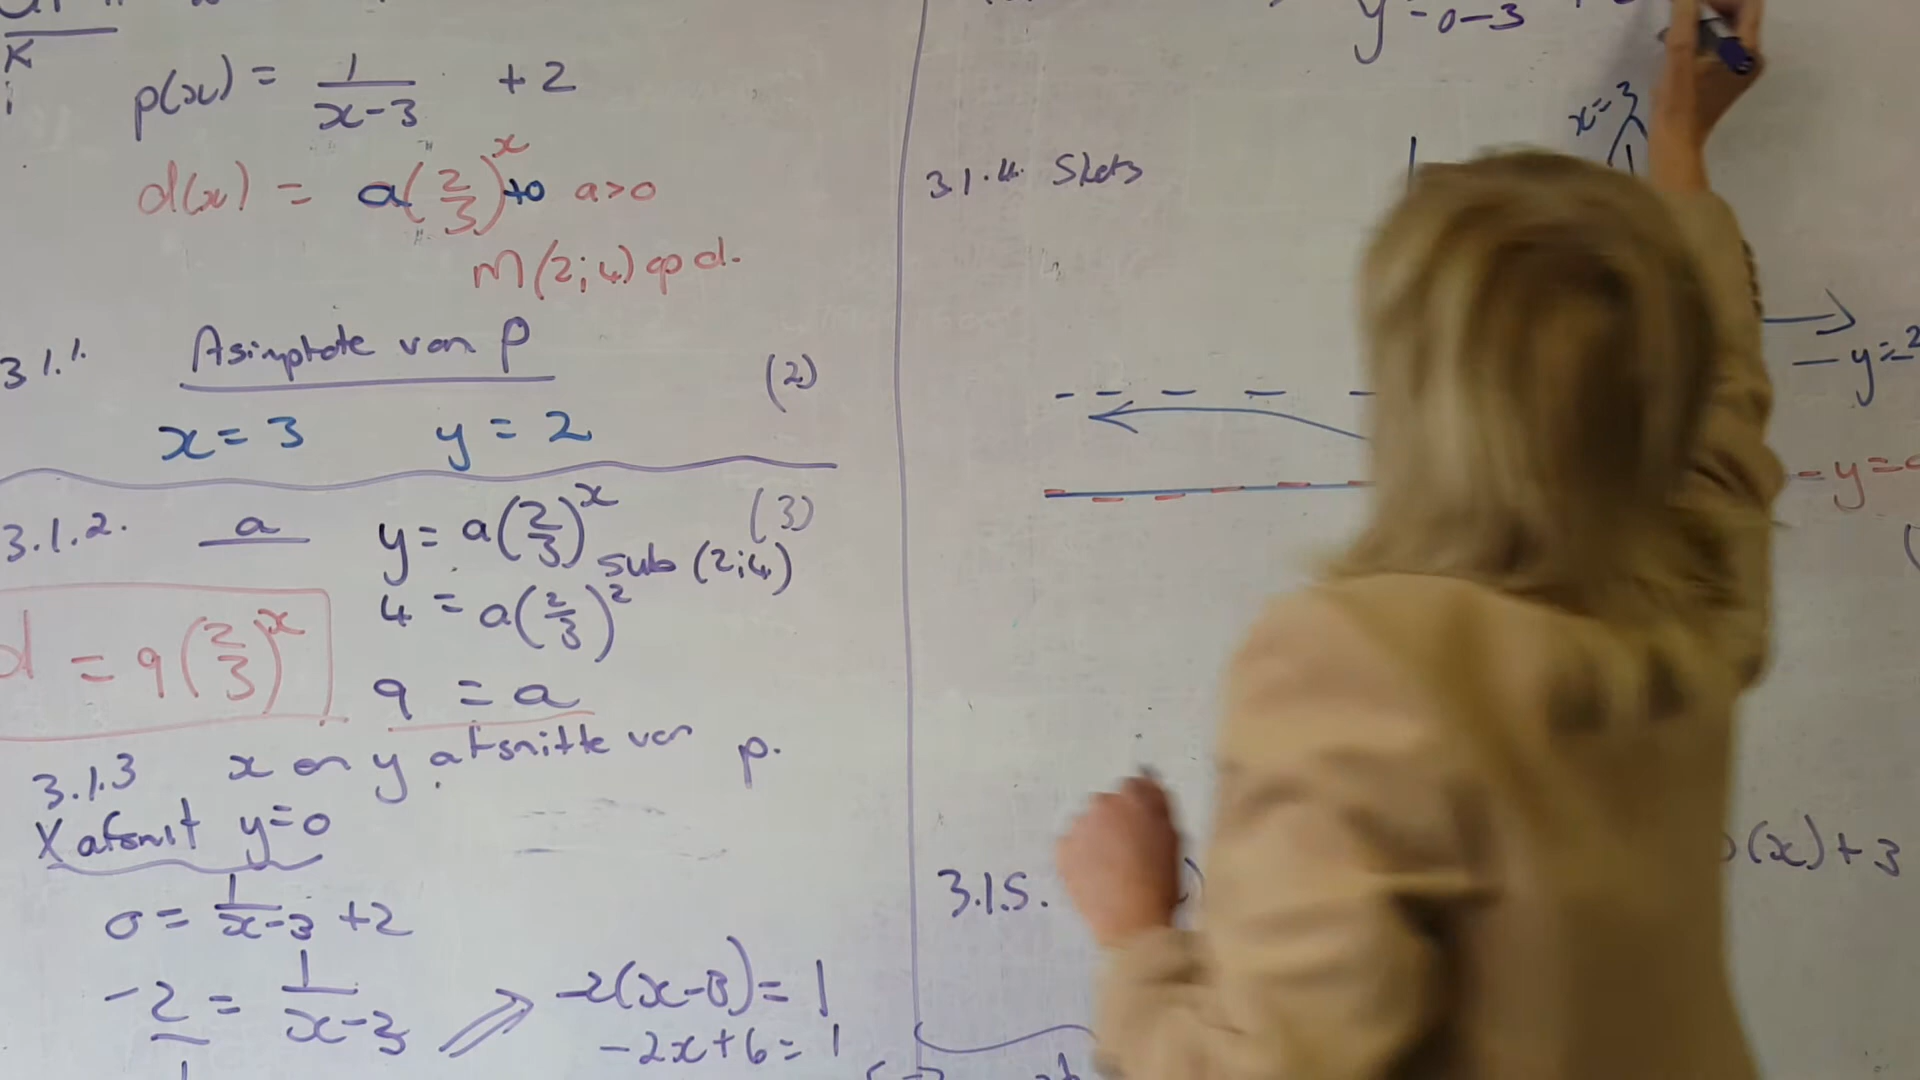 p(x) = 1/(x-3) + 2
d(x) = a(2/3)^x + 0 a>0
M(2;4) op d.
3.1.1. Asimptote van p (2)
x = 3 y = 2
3.1.2. a y = a(2/3)^x (3)
sub (2;4)
4 = a(2/3)^2
d = 9(2/3)^x
9 = a
3.1.3 x en y afsnitte van p.
X afsnit y=0
0 = 1/(x-3) + 2
-2 = 1/(x-3)
-2(x-3) = 1
-2x+6 = 1
y = 0-3
x=3
3.1.4. Skets
y=2
y=
3.1.5.
(x)+3